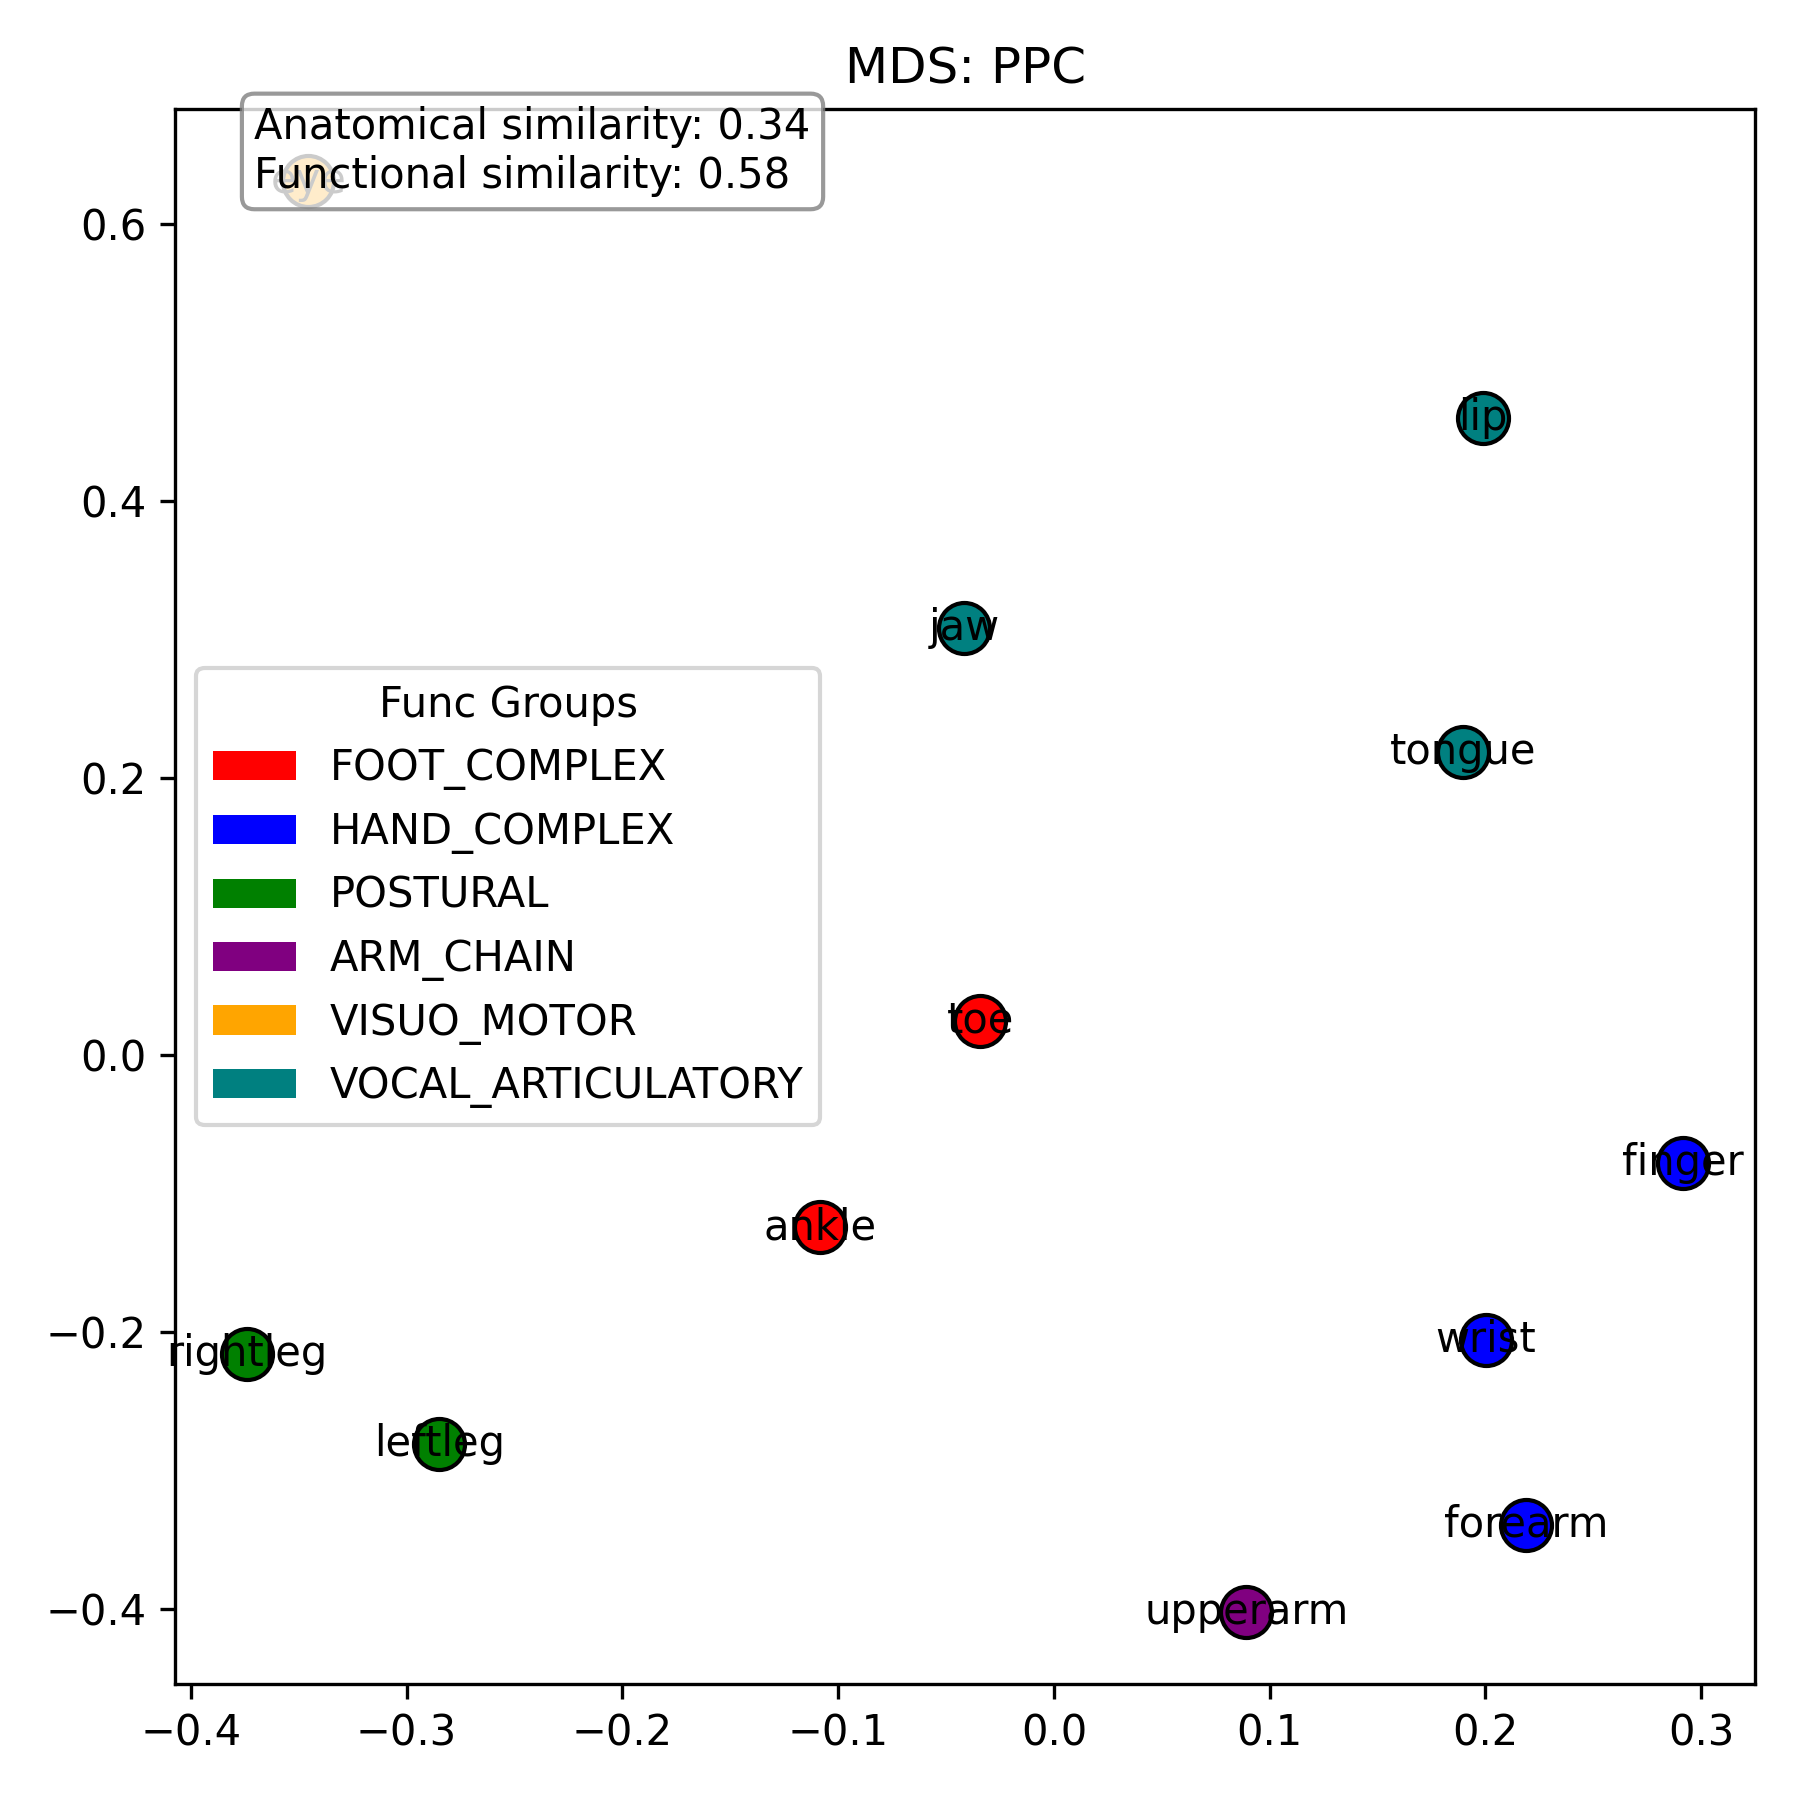 MDS: PPC
Anatomical similarity: 0.34
Functional similarity: 0.58
eye
0.6
lip
0.4
jaw
tongue
0.2
Func Groups
FOOT_COMPLEX
HAND_COMPLEX
POSTURAL
ARM_CHAIN
VISUO_MOTOR
VOCAL_ARTICULATORY
toe
0.0
finger
ankle
−0.2
wrist
rightleg
leftleg
forearm
upperarm
−0.4
−0.4 −0.3 −0.2 −0.1 0.0 0.1 0.2 0.3